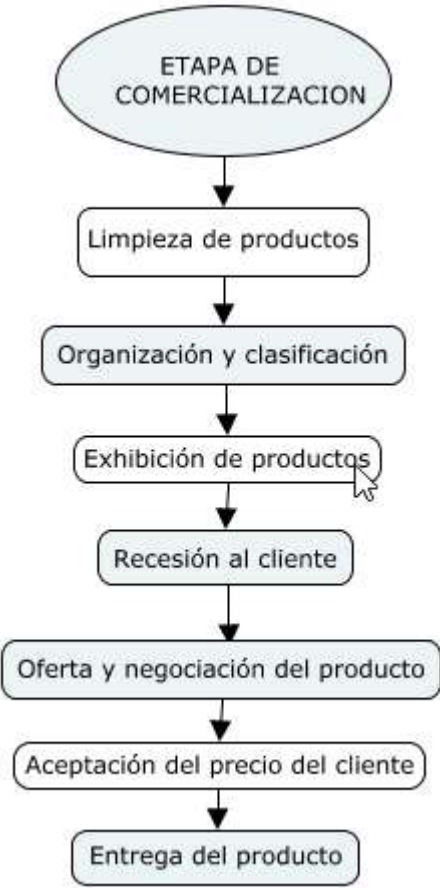 ETAPA DE
COMERCIALIZACION
Limpieza de productos
Organización y clasificación
Exhibición de productos
Recesión al cliente
Oferta y negociación del producto
Aceptación del precio del cliente
Entrega del producto